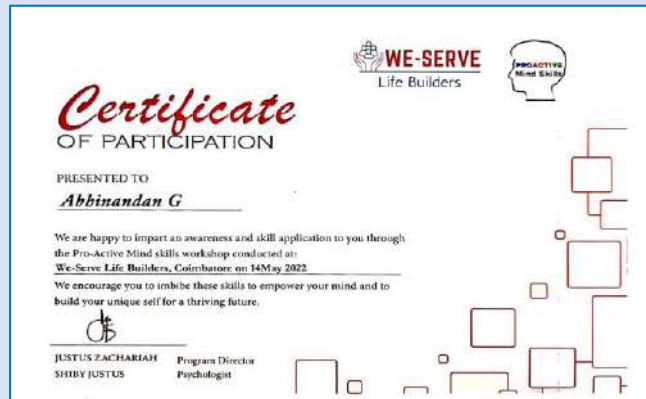 WE-SERVE
Life Builders
PROACTIVE
Mind Skills
Certificate
OF PARTICIPATION
PRESENTED TO
Abhinandan G
We are happy to impart an awareness and skill application to you through
the Pro-Active Mind skills workshop conducted at:
We-Serve Life Builders, Coimbatore on 14May 2022
We encourage you to imbibe these skills to empower your mind and to
build your unique self for a thriving future.
JUSTUS ZACHARIAH Program Director
SHIBY JUSTUS Psychologist